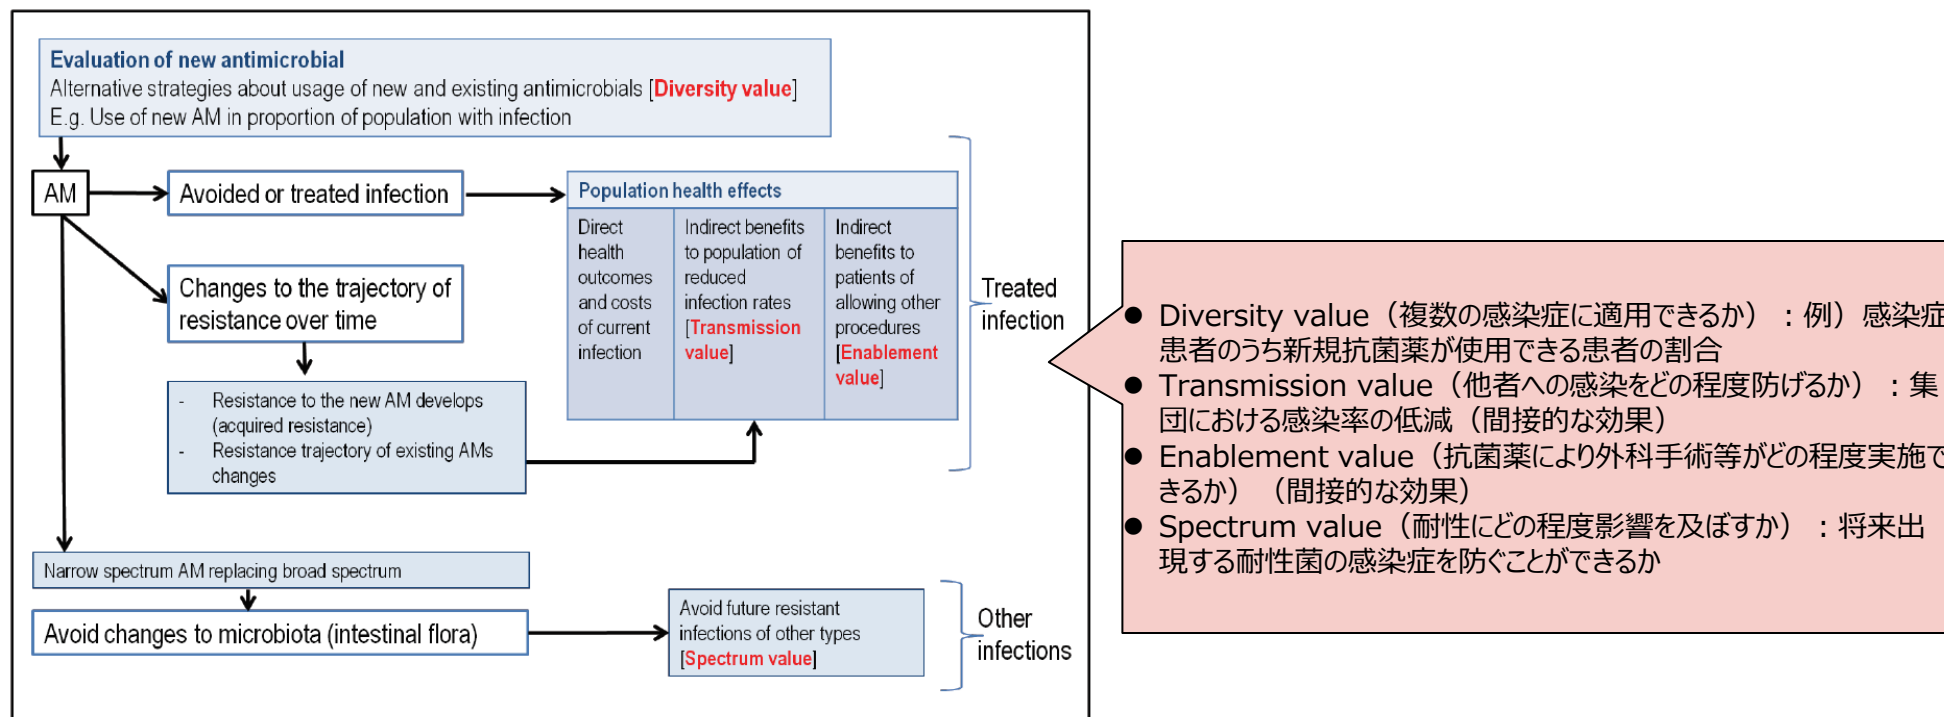 Evaluation of new antimicrobial
Alternative strategies about usage of new and existing antimicrobials [Diversity value]
E.g. Use of new AM in proportion of population with infection
AM
Avoided or treated infection
Population health effects
Direct
health
outcomes
and costs
of current
infection
Indirect benefits
to population of
reduced
infection rates
[Transmission
value]
Indirect
benefits to
patients of
allowing other
procedures
[Enablement
value]
Treated
infection
Changes to the trajectory of
resistance over time
- Resistance to the new AM develops
(acquired resistance)
- Resistance trajectory of existing AMs
changes
Narrow spectrum AM replacing broad spectrum
Avoid changes to microbiota (intestinal flora)
Avoid future resistant
infections of other types
[Spectrum value]
Other
infections
● Diversity value（複数の感染症に適用できるか）：例）感染症
患者のうち新規抗菌薬が使用できる患者の割合
● Transmission value（他者への感染をどの程度防げるか）：集
団における感染率の低減（間接的な効果）
● Enablement value（抗菌薬により外科手術等がどの程度実施で
きるか）（間接的な効果）
● Spectrum value（耐性にどの程度影響を及ぼすか）：将来出
現する耐性菌の感染症を防ぐことができるか